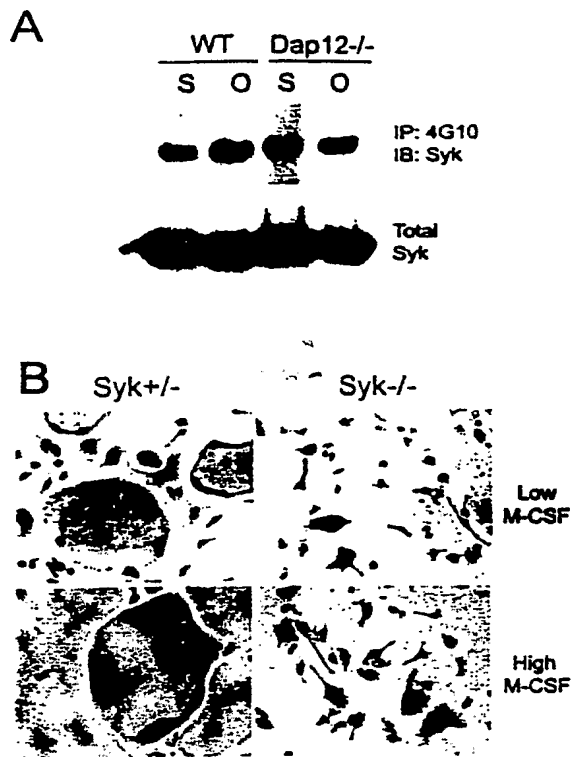 A
WT Dap12-/-
S O S O
IP: 4G10
IB: Syk
Total
Syk
B
Syk+/- Syk-/-
Low
M-CSF
High
M-CSF